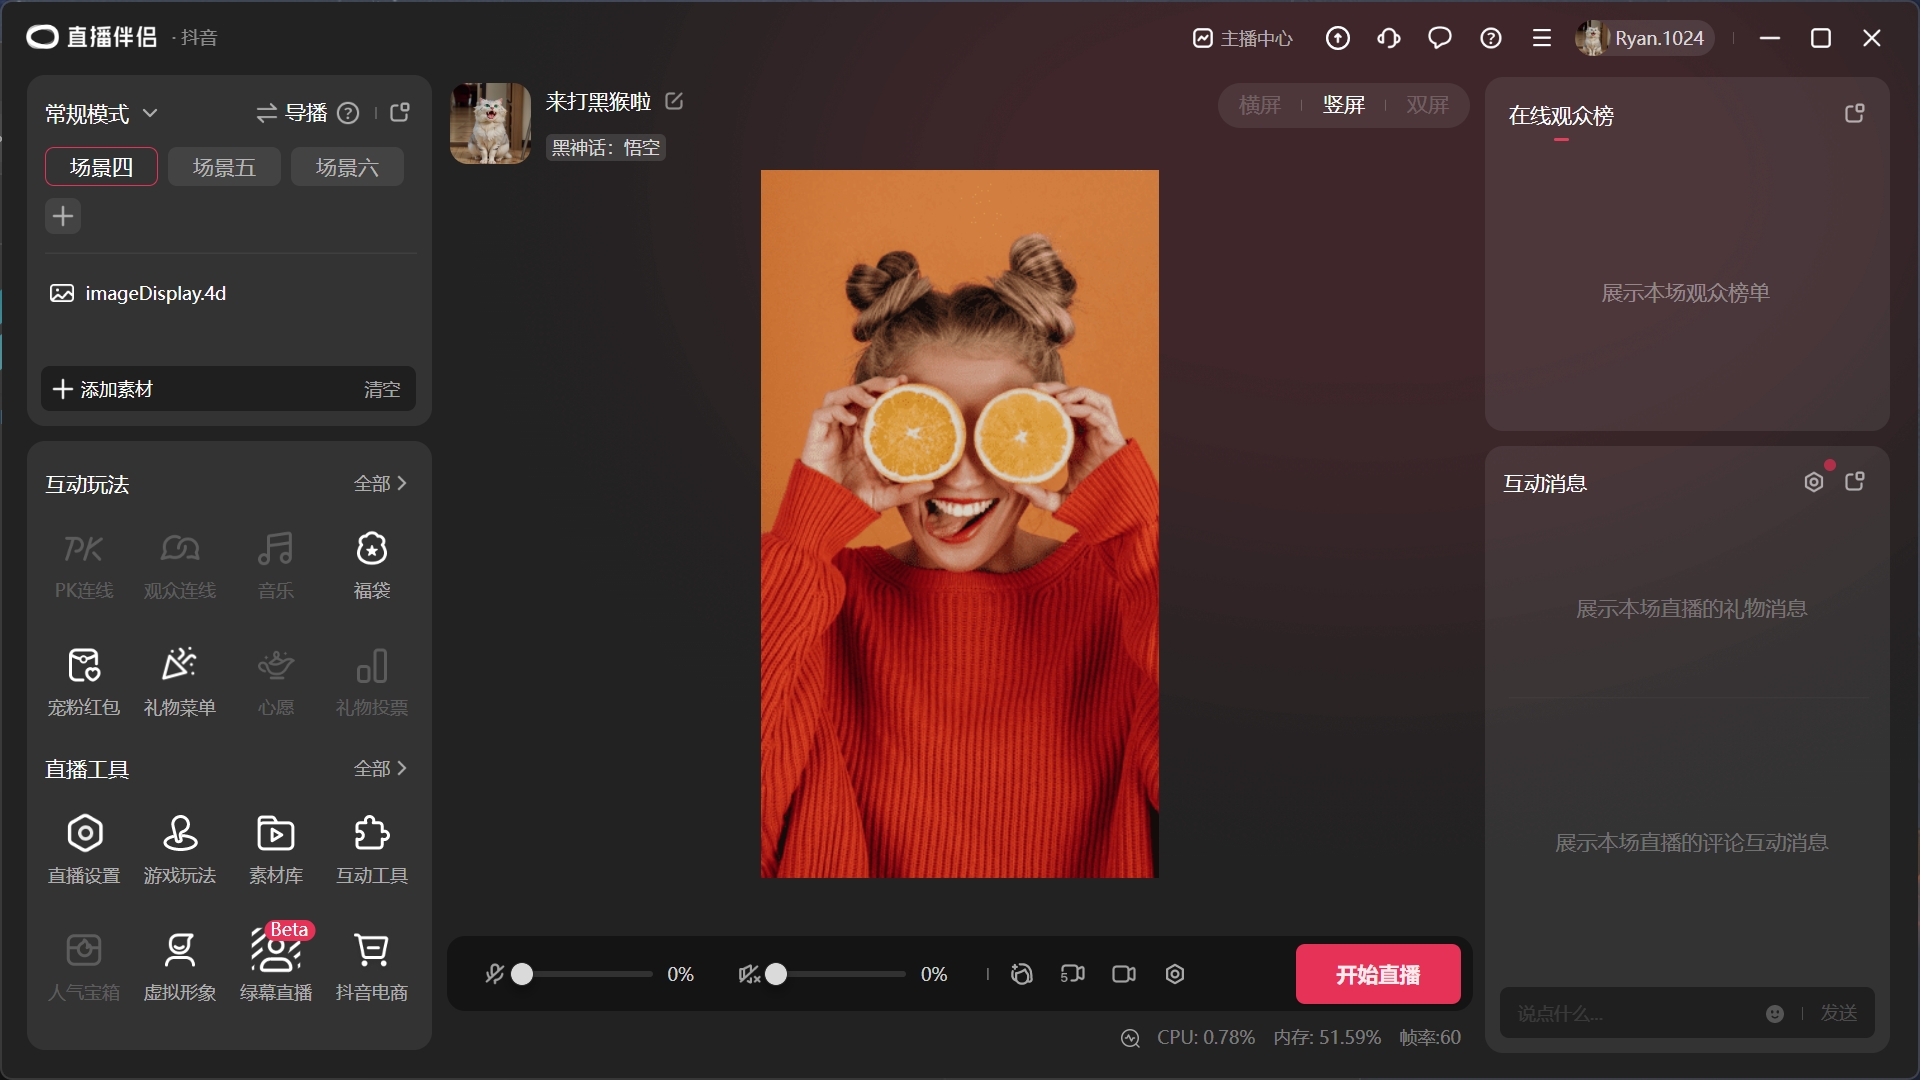 直播伴侣 · 抖音
主播中心
Ryan.1024
常规模式
导播
场景四
场景五
场景六
imageDisplay.4d
添加素材
清空
互动玩法
全部
PK
PK连线
观众连线
音乐
福袋
宠粉红包
礼物菜单
心愿
礼物投票
直播工具
全部
直播设置
游戏玩法
素材库
互动工具
Beta
人气宝箱
虚拟形象
绿幕直播
抖音电商
来打黑猴啦
黑神话：悟空
横屏
竖屏
双屏
0%
0%
5
开始直播
CPU: 0.78%
内存: 51.59%
帧率:60
在线观众榜
展示本场观众榜单
互动消息
展示本场直播的礼物消息
展示本场直播的评论互动消息
说点什么...
发送